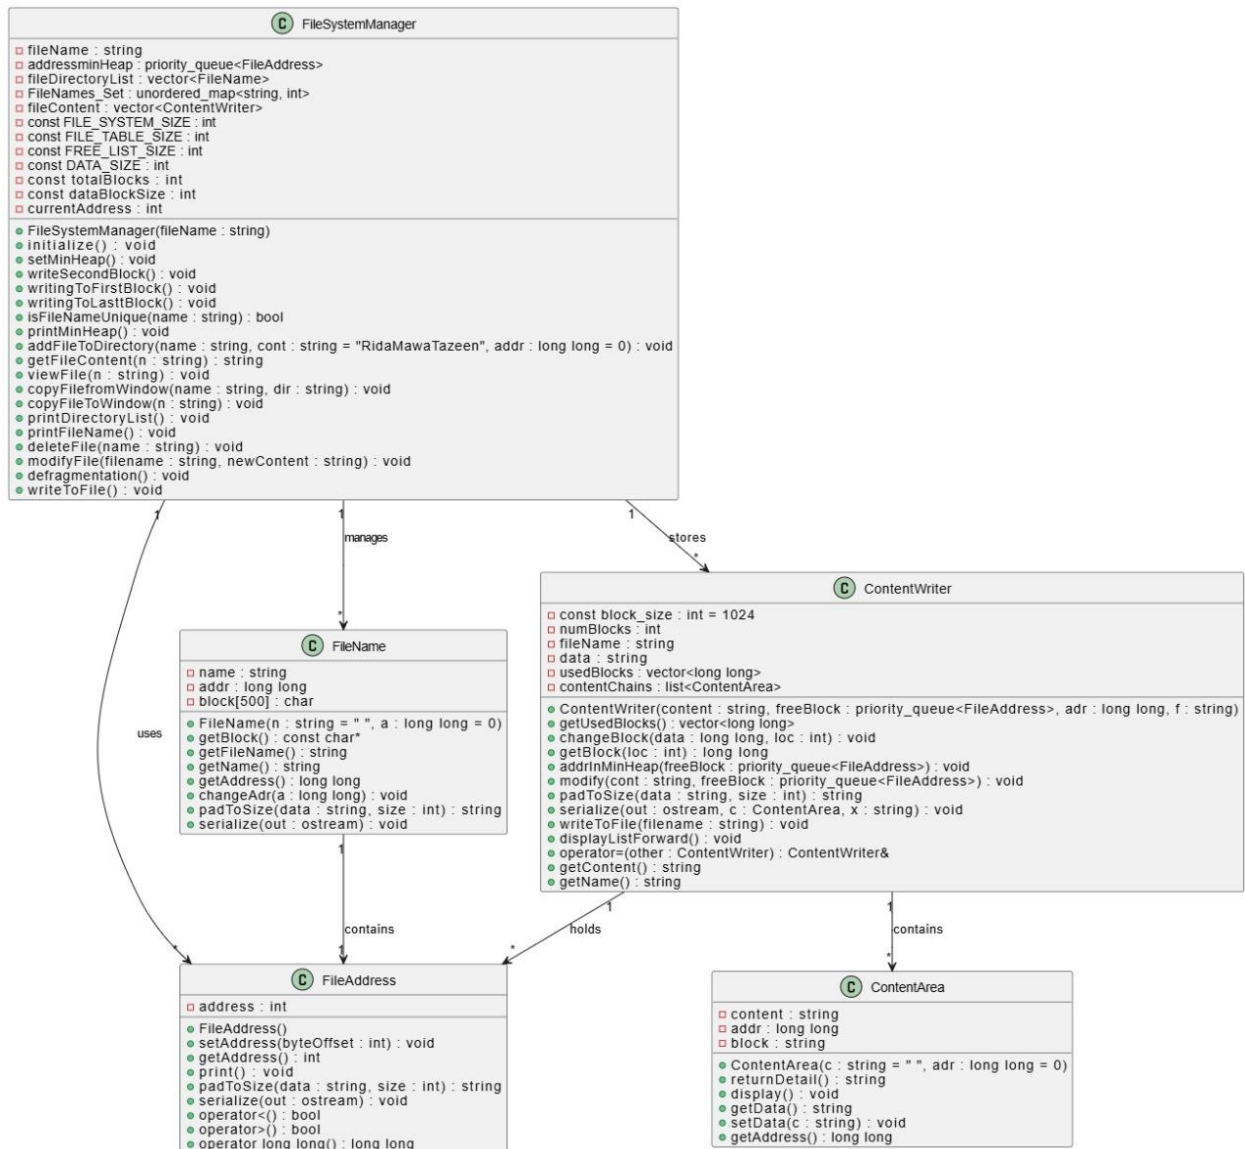 C FileSystemManager
fileName : string
addressminHeap : priority_queue<FileAddress>
fileDirectoryList : vector<FileName>
FileNames_Set : unordered_map<string, int>
fileContent : vector<ContentWriter>
const FILE_SYSTEM_SIZE : int
const FILE_TABLE_SIZE : int
const FREE_LIST_SIZE : int
const DATA_SIZE : int
const totalBlocks : int
const dataBlockSize : int
currentAddress : int
FileSystemManager(fileName : string)
initialize() : void
setMinHeap() : void
writeSecondBlock() : void
writingToFirstBlock() : void
writingToLasttBlock() : void
isFileNameUnique(name : string) : bool
printMinHeap() : void
addFileToDirectory(name : string, cont : string = "RidaMawaTazeen", addr : long long = 0) : void
getFileContent(n : string) : string
viewFile(n : string) : void
copyFilefromWindow(name : string, dir : string) : void
copyFileToWindow(n : string) : void
printDirectoryList() : void
printFileName() : void
deleteFile(name : string) : void
modifyFile(filename : string, newContent : string) : void
defragmentation() : void
writeToFile() : void
1
1
1
manages
stores
*
*
uses
C FileName
name : string
addr : long long
block[500] : char
FileName(n : string = " ", a : long long = 0)
getBlock() : const char*
getFileName() : string
getName() : string
getAddress() : long long
changeAdr(a : long long) : void
padToSize(data : string, size : int) : string
serialize(out : ostream) : void
C ContentWriter
const block_size : int = 1024
numBlocks : int
fileName : string
data : string
usedBlocks : vector<long long>
contentChains : list<ContentArea>
ContentWriter(content : string, freeBlock : priority_queue<FileAddress>, adr : long long, f : string)
getUsedBlocks() : vector<long long>
changeBlock(data : long long, loc : int) : void
getBlock(loc : int) : long long
addrInMinHeap(freeBlock : priority_queue<FileAddress>) : void
modify(cont : string, freeBlock : priority_queue<FileAddress>) : void
padToSize(data : string, size : int) : string
serialize(out : ostream, c : ContentArea, x : string) : void
writeToFile(filename : string) : void
displayListForward() : void
operator=(other : ContentWriter) : ContentWriter&
getContent() : string
getName() : string
1
1
1
contains
holds
contains
*
1
*
*
C FileAddress
address : int
FileAddress()
setAddress(byteOffset : int) : void
getAddress() : int
print() : void
padToSize(data : string, size : int) : string
serialize(out : ostream) : void
operator<() : bool
operator>() : bool
operator long long() : long long
C ContentArea
content : string
addr : long long
block : string
ContentArea(c : string = " ", adr : long long = 0)
returnDetail() : string
display() : void
getData() : string
setData(c : string) : void
getAddress() : long long